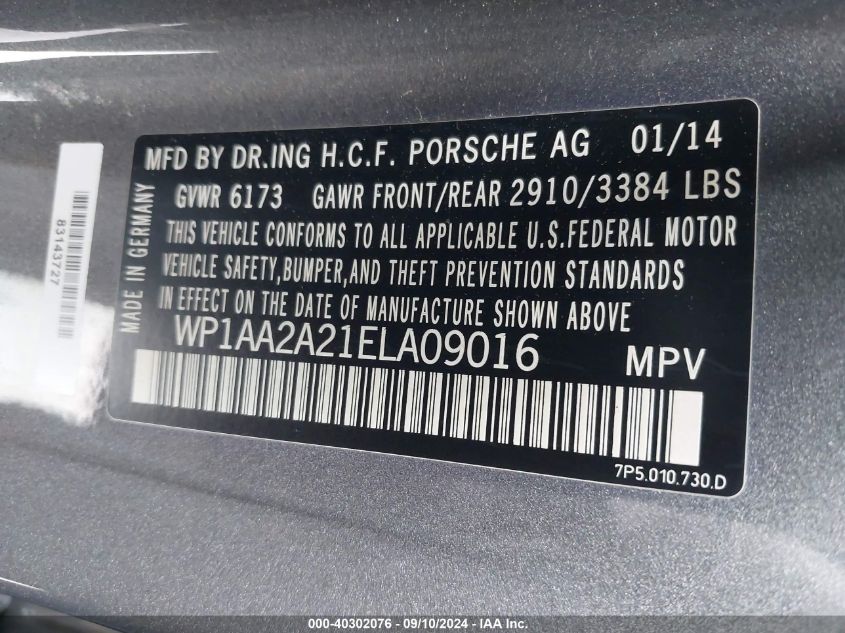 MFD BY DR.ING H.C.F. PORSCHE AG 01/14
GVWR 6173 GAWR FRONT/REAR 2910/3384 LBS
THIS VEHICLE CONFORMS TO ALL APPLICABLE U.S.FEDERAL MOTOR
VEHICLE SAFETY,BUMPER,AND THEFT PREVENTION STANDARDS
IN EFFECT ON THE DATE OF MANUFACTURE SHOWN ABOVE
WP1AA2A21ELA09016 MPV
7P5.010.730.D
MADE IN GERMANY
83143727
000-40302076 - 09/10/2024 - IAA Inc.